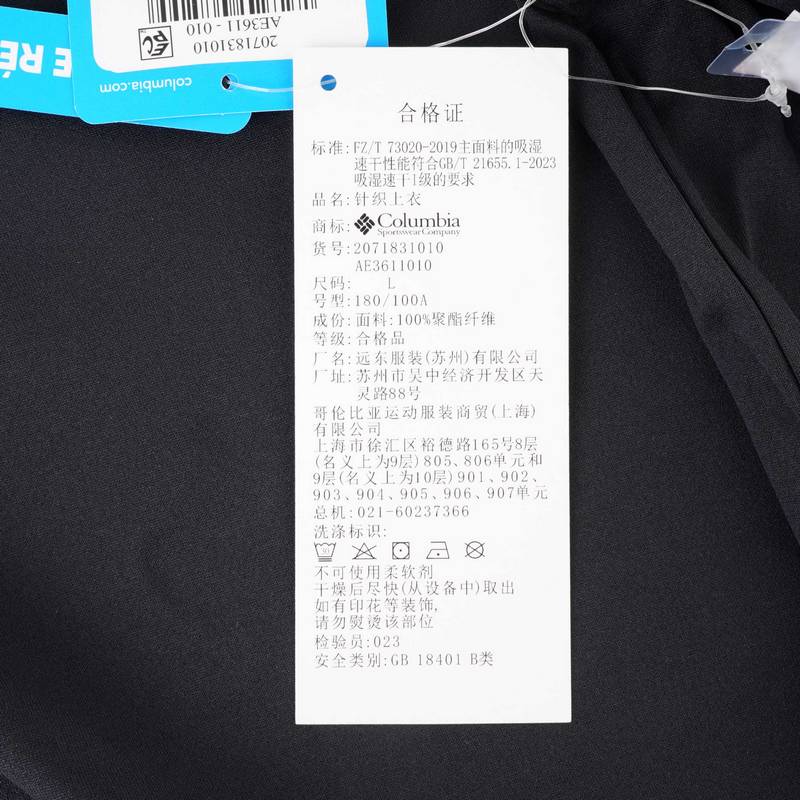 E RÉ
2071831010
AE3611 - 010
columbia.com
合格证
标准:FZ/T 73020-2019主面料的吸湿
速干性能符合GB/T 21655.1-2023
吸湿速干1级的要求
品名:针织上衣
商标:Columbia
Sportswear Company
货号:2071831010
AE3611010
尺码: L
号型:180/100A
成份:面料:100%聚酯纤维
等级:合格品
厂名:远东服装(苏州)有限公司
厂址:苏州市吴中经济开发区天
灵路88号
哥伦比亚运动服装商贸(上海)
有限公司
上海市徐汇区裕德路165号8层
(名义上为9层)805、806单元和
9层(名义上为10层)901、902、
903、904、905、906、907单元
总机:021-60237366
洗涤标识:
30
不可使用柔软剂
干燥后尽快(从设备中)取出
如有印花等装饰,
请勿熨烫该部位
检验员:023
安全类别:GB 18401 B类